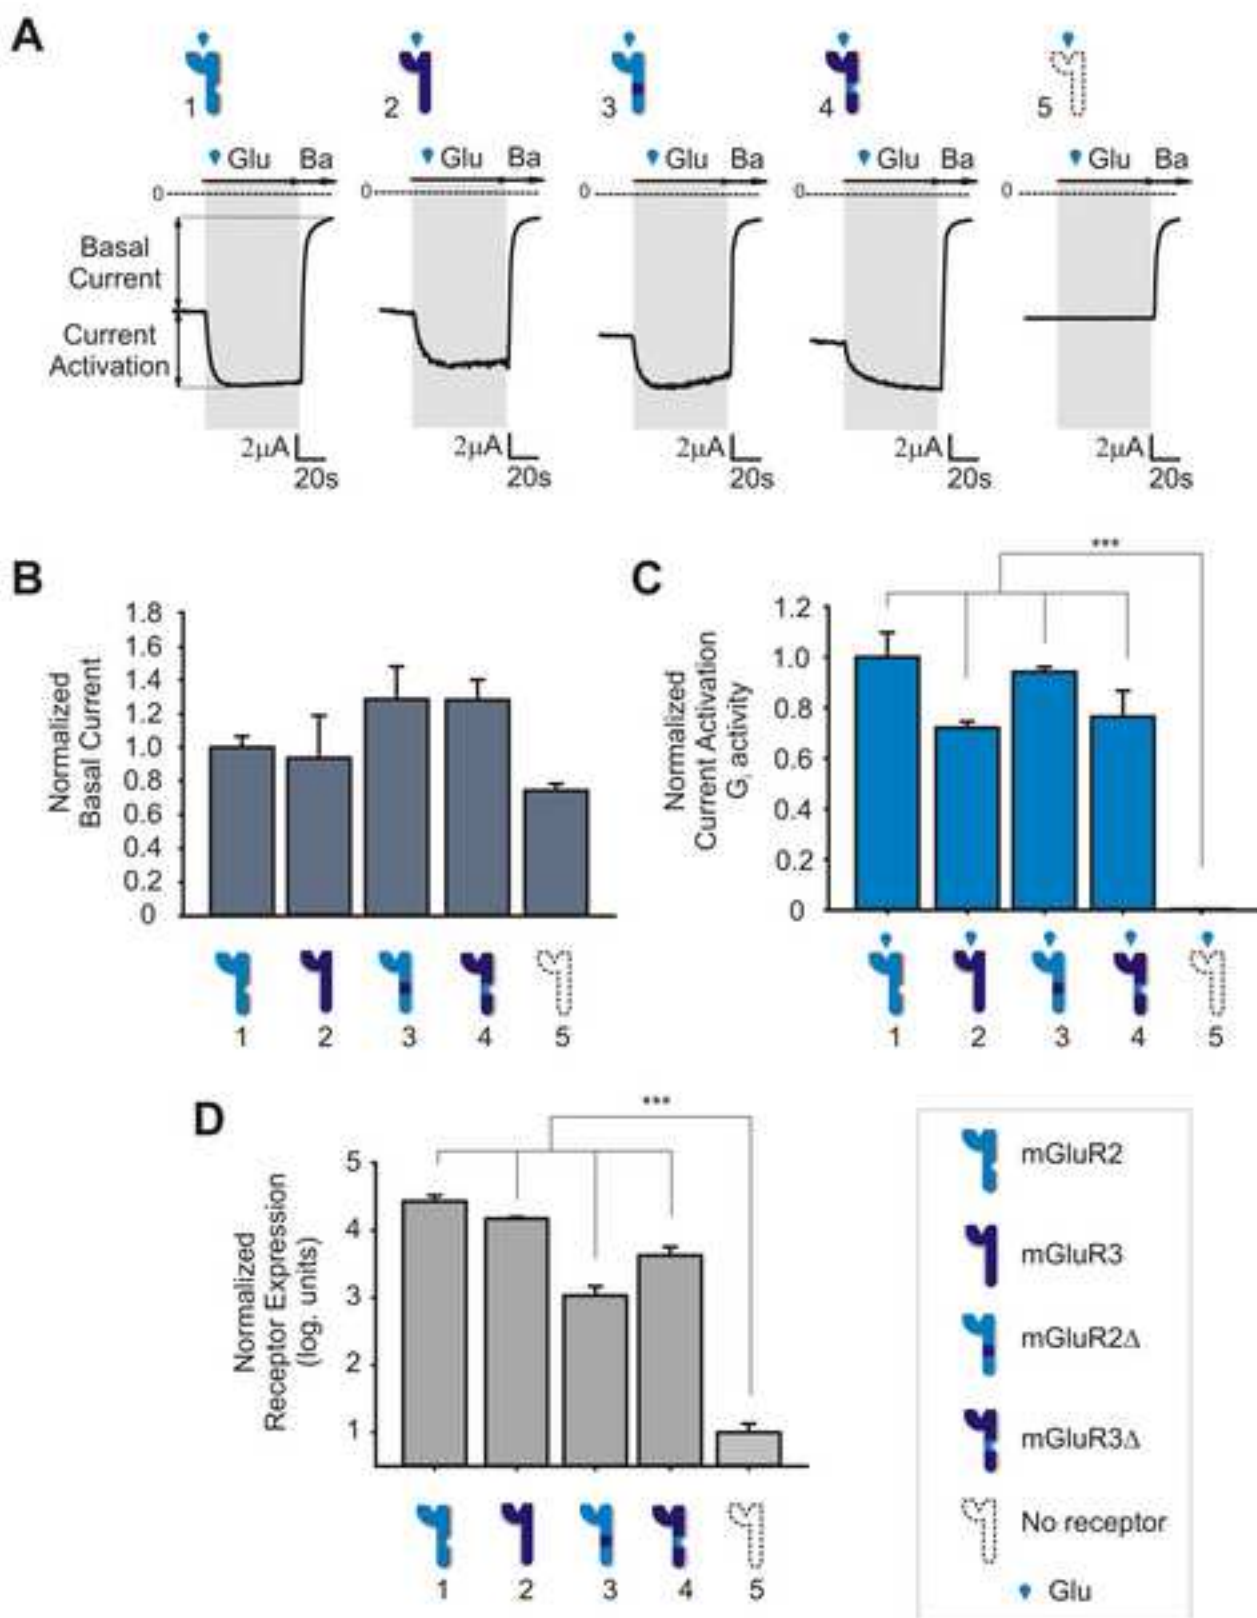 A
1 2 3 4 5
Glu Ba Glu Ba Glu Ba Glu Ba Glu Ba
0 0 0 0 0
Basal
Current
Current
Activation
2µA 2µA 2µA 2µA 2µA
20s 20s 20s 20s 20s
B
Normalized
Basal Current
1.8
1.6
1.4
1.2
1.0
0.8
0.6
0.4
0.2
0
1 2 3 4 5
C
***
Normalized
Current Activation
Gi activity
1.2
1.0
0.8
0.6
0.4
0.2
0
1 2 3 4 5
D
***
Normalized
Receptor Expression
(log. units)
5
4
3
2
1
1 2 3 4 5
mGluR2
mGluR3
mGluR2Δ
mGluR3Δ
No receptor
Glu